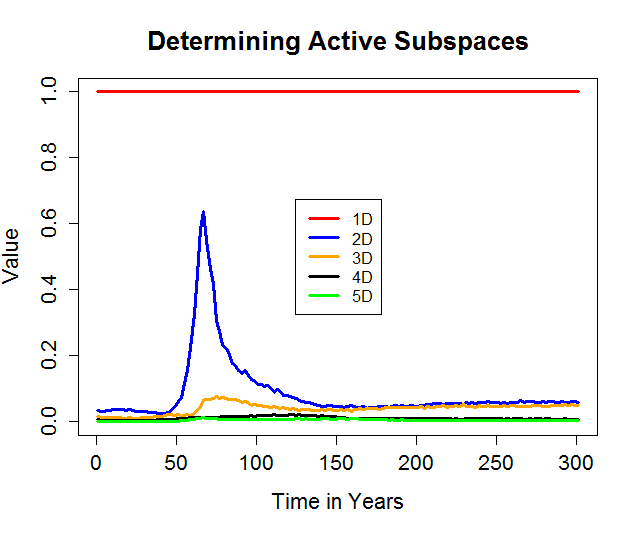 Determining Active Subspaces
Value
1.0
0.8
0.6
0.4
0.2
0.0
1D
2D
3D
4D
5D
0 50 100 150 200 250 300
Time in Years